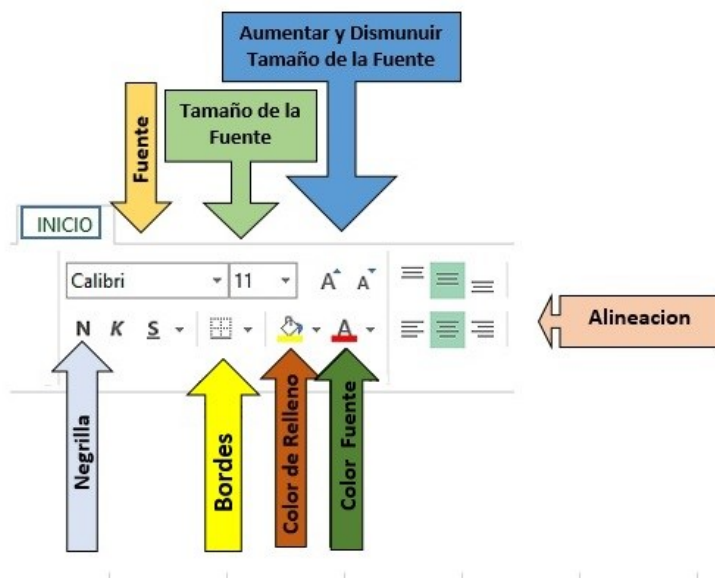 Aumentar y Dismunuir
Tamaño de la Fuente
Tamaño de la
Fuente
Fuente
INICIO
Calibri 11 A A
N K S A
Alineacion
Negrilla
Bordes
Color de Relleno
Color Fuente